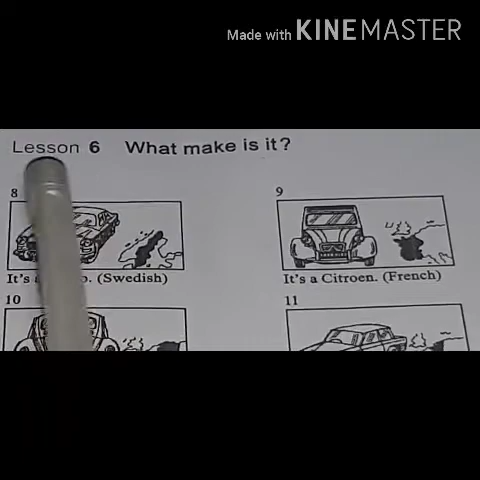 Made with KINEMASTER
Lesson 6 What make is it?
8
9
It's (Swedish)
It's a Citroen. (French)
10
11